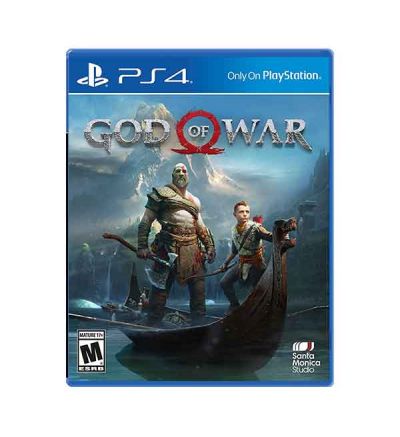 PS4
Only On PlayStation®
GOD OF WAR
MATURE 17+
M
ESRB
Santa
Monica
Studio